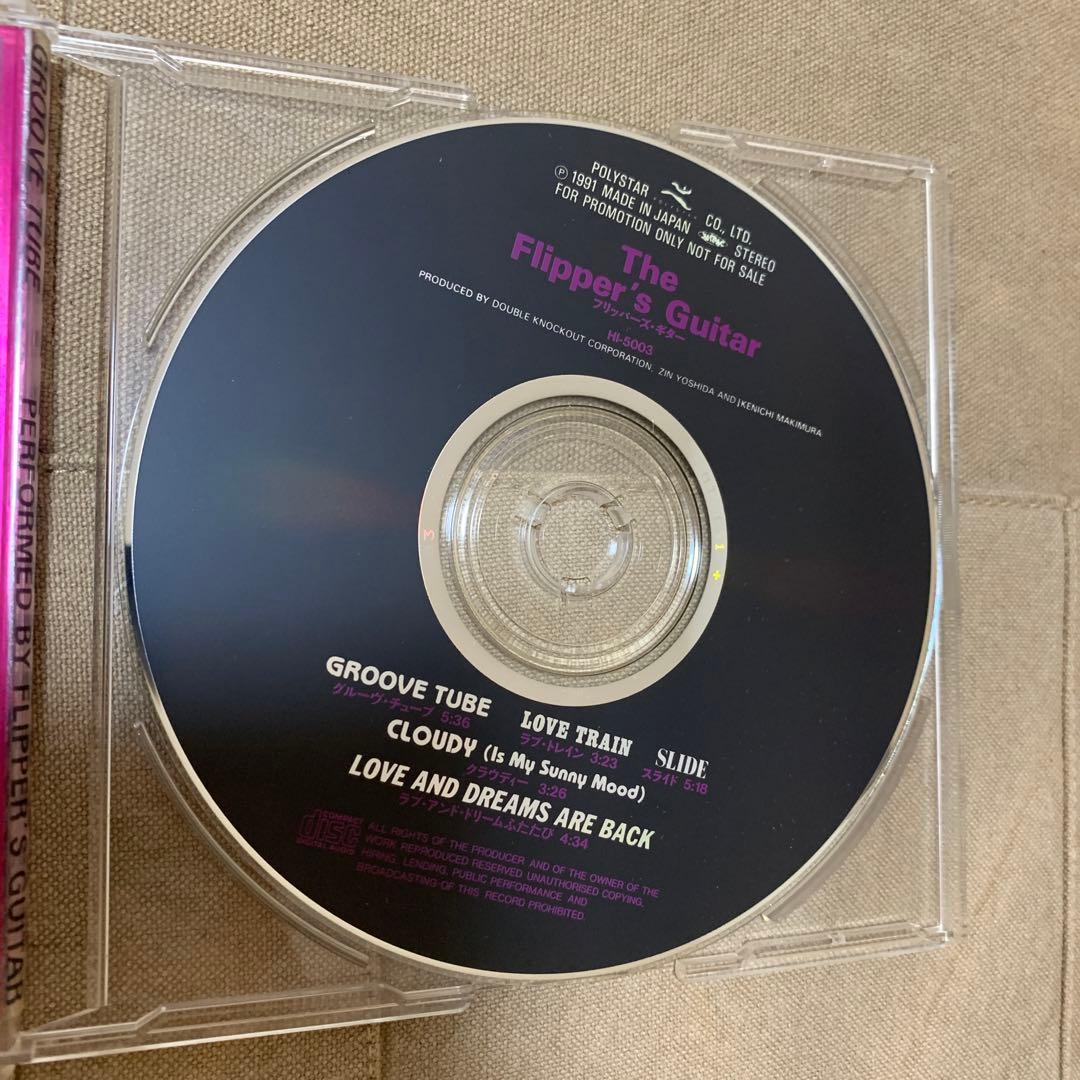 GROOVE TUBE
PERFORMED BY FLIPPER'S GUITAR
POLYSTAR CO., LTD.
Ⓟ 1991 MADE IN JAPAN STEREO
FOR PROMOTION ONLY NOT FOR SALE
The
Flipper's Guitar
フリッパーズ・ギター
HI-5003
PRODUCED BY DOUBLE KNOCKOUT CORPORATION, ZIN YOSHIDA AND KENICHI MAKIMURA
GROOVE TUBE
グルーヴ・チューブ 5:36
LOVE TRAIN
ラブ・トレイン 3:23
SLIDE
スライド 5:18
CLOUDY (Is My Sunny Mood)
クラウディー 3:26
LOVE AND DREAMS ARE BACK
ラブ・アンド・ドリームふたたび 4:34
COMPACT
disc
DIGITAL AUDIO
ALL RIGHTS OF THE PRODUCER AND OF THE OWNER OF THE
WORK REPRODUCED RESERVED UNAUTHORISED COPYING,
HIRING, LENDING, PUBLIC PERFORMANCE AND
BROADCASTING OF THIS RECORD PROHIBITED.